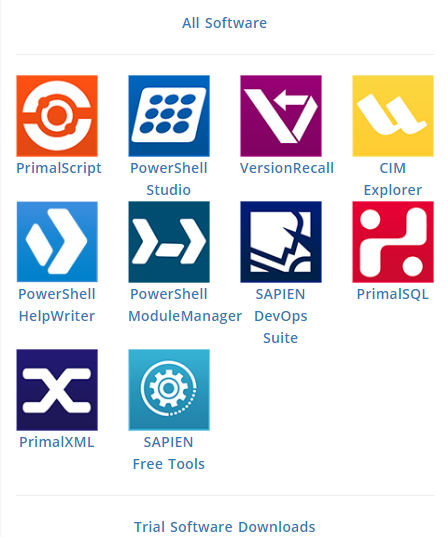 All Software
PrimalScript
PowerShell
Studio
VersionRecall
CIM
Explorer
PowerShell
HelpWriter
PowerShell
ModuleManager
SAPIEN
DevOps
Suite
PrimalSQL
PrimalXML
SAPIEN
Free Tools
Trial Software Downloads